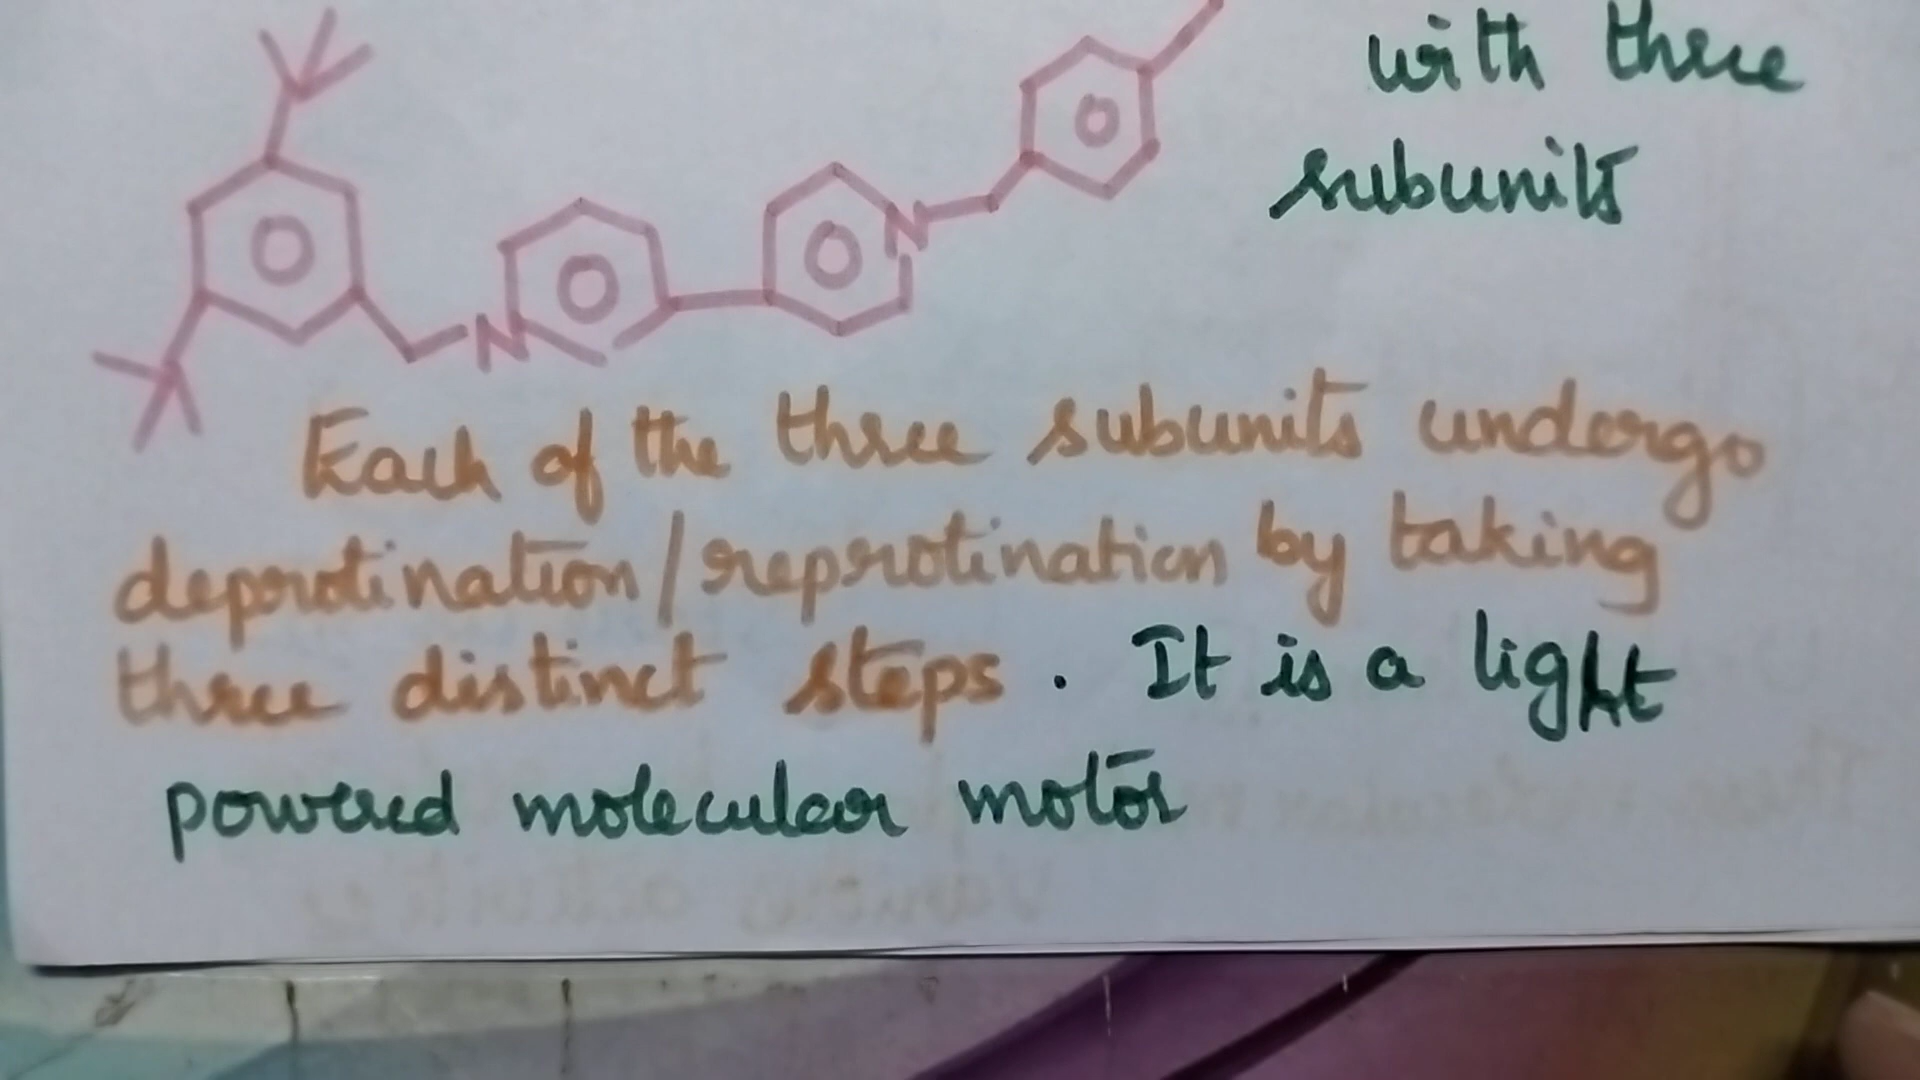 with three
subunits
N
N
Each of the three subunits undergo
deprotination/reprotination by taking
three distinct steps. It is a light
powered molecular motor